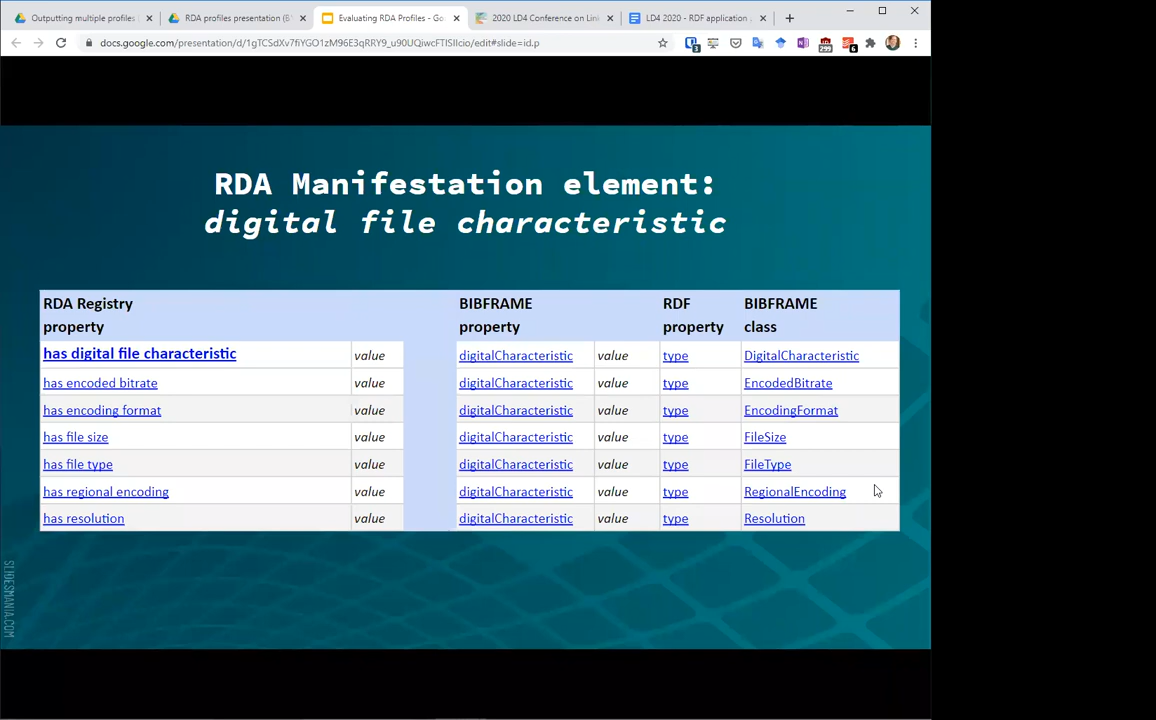 Outputting multiple profiles
RDA profiles presentation (B
Evaluating RDA Profiles - Go
2020 LD4 Conference on Lin
LD4 2020 - RDF application
docs.google.com/presentation/d/1gTCSdXv7fiYGO1zM96E3qRRY9_u90UQiwcFTISIlcio/edit#slide=id.p
3
299
6
RDA Manifestation element:
digital file characteristic
RDA Registry property
BIBFRAME property
RDF property
BIBFRAME class
has digital file characteristic value digitalCharacteristic value type DigitalCharacteristic
has encoded bitrate value digitalCharacteristic value type EncodedBitrate
has encoding format value digitalCharacteristic value type EncodingFormat
has file size value digitalCharacteristic value type FileSize
has file type value digitalCharacteristic value type FileType
has regional encoding value digitalCharacteristic value type RegionalEncoding
has resolution value digitalCharacteristic value type Resolution
SLIDESMANIA.COM